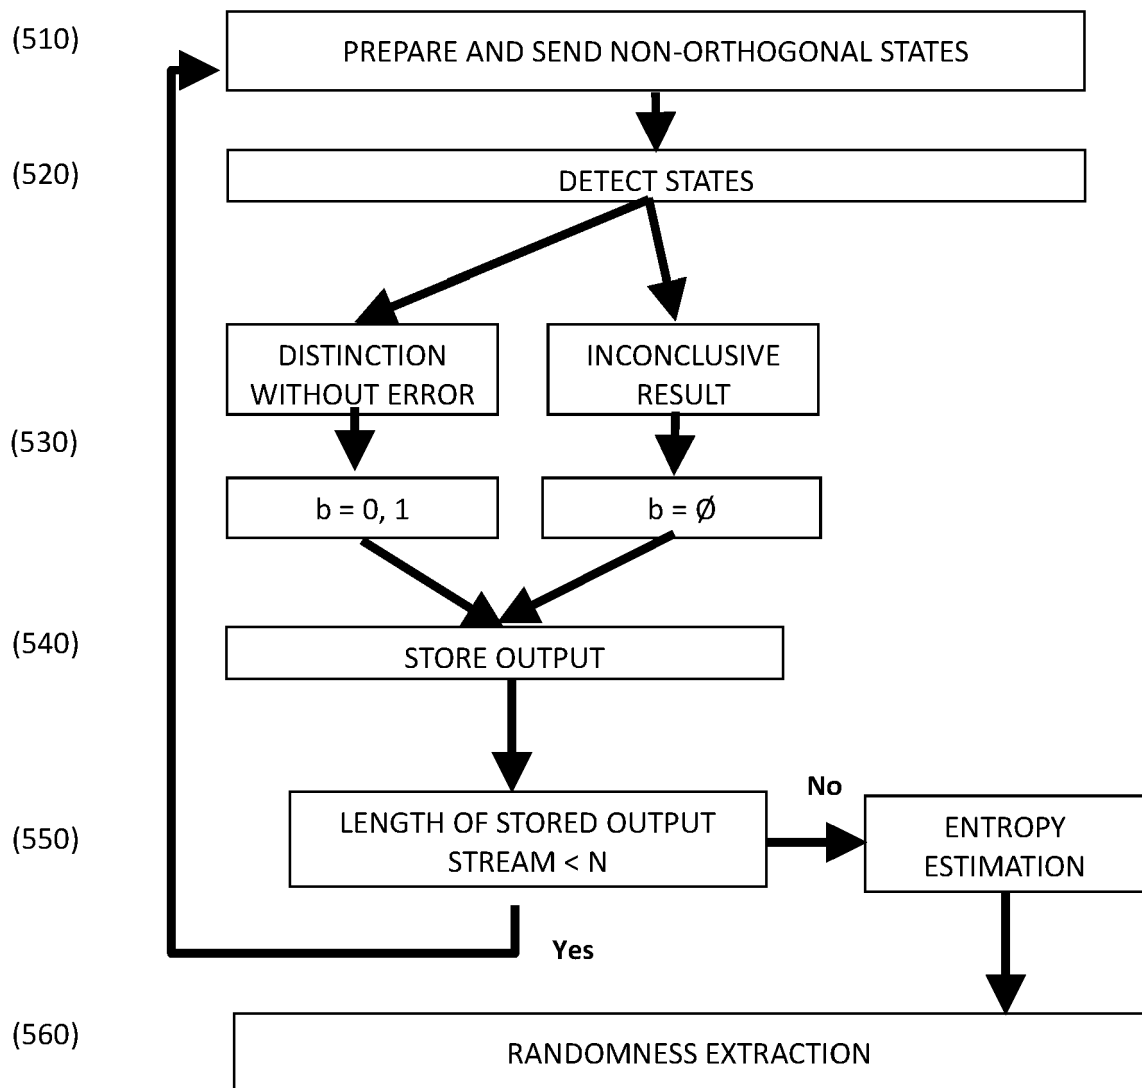 (510)
PREPARE AND SEND NON-ORTHOGONAL STATES
(520)
DETECT STATES
DISTINCTION
WITHOUT ERROR
INCONCLUSIVE
RESULT
(530)
b = 0, 1
b = Ø
(540)
STORE OUTPUT
(550)
LENGTH OF STORED OUTPUT
STREAM < N
No
ENTROPY
ESTIMATION
Yes
(560)
RANDOMNESS EXTRACTION